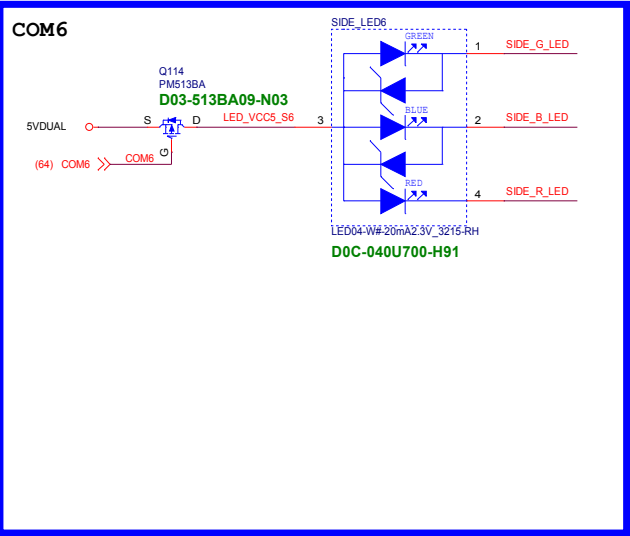 COM6
SIDE_LED6
GREEN
1
SIDE_G_LED
Q114
PM513BA
D03-513BA09-N03
BLUE
5VDUAL
S
D
LED_VCC5_S6
3
2
SIDE_B_LED
G
(64) COM6
COM6
RED
4
SIDE_R_LED
LED04-W#-20mA2.3V_3215-RH
D0C-040U700-H91